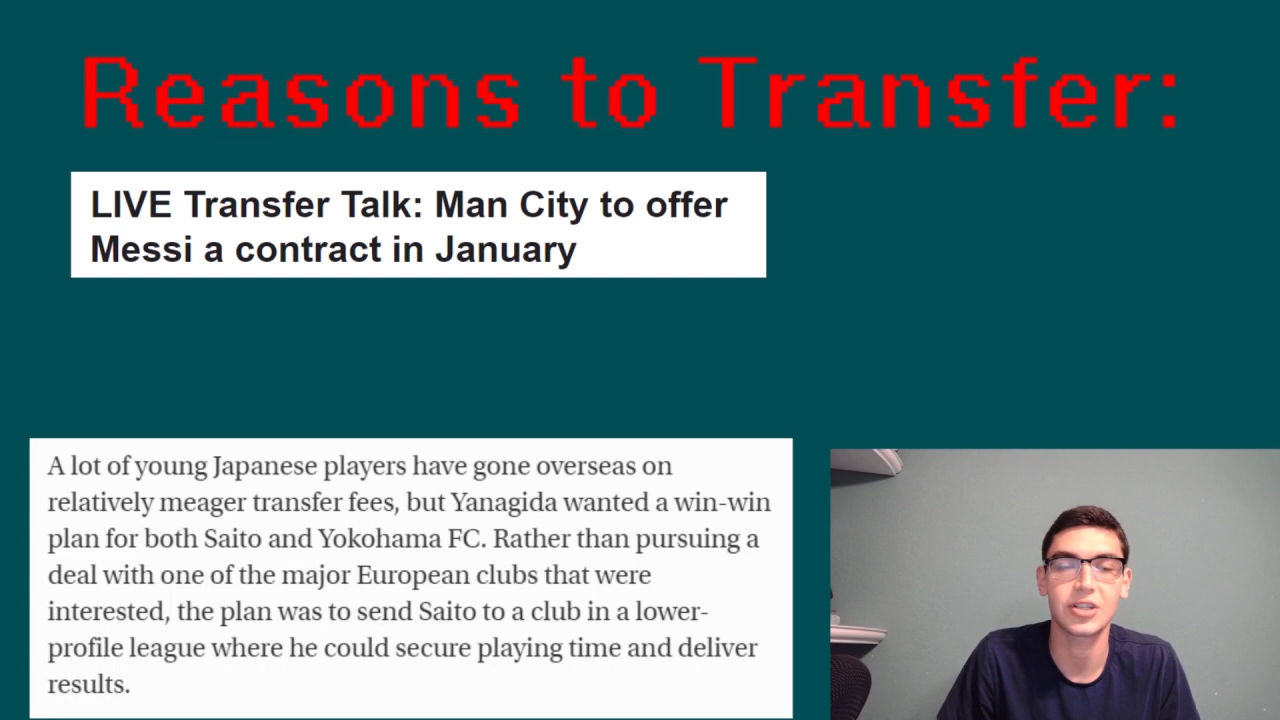 Reasons to Transfer:
LIVE Transfer Talk: Man City to offer
Messi a contract in January
A lot of young Japanese players have gone overseas on
relatively meager transfer fees, but Yanagida wanted a win-win
plan for both Saito and Yokohama FC. Rather than pursuing a
deal with one of the major European clubs that were
interested, the plan was to send Saito to a club in a lower-
profile league where he could secure playing time and deliver
results.